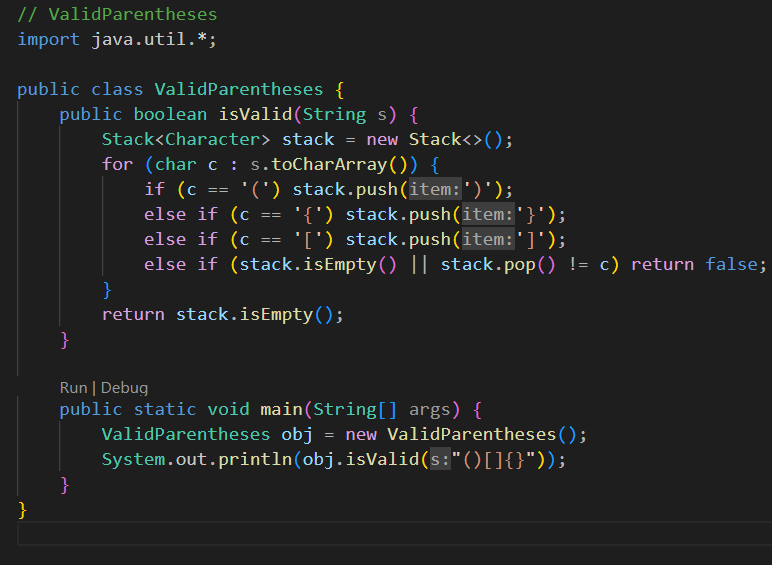 // ValidParentheses
import java.util.*;
public class ValidParentheses {
public boolean isValid(String s) {
Stack<Character> stack = new Stack<>();
for (char c : s.toCharArray()) {
if (c == '(') stack.push(item:')');
else if (c == '{') stack.push(item:'}');
else if (c == '[') stack.push(item:']');
else if (stack.isEmpty() || stack.pop() != c) return false;
}
return stack.isEmpty();
}
Run | Debug
public static void main(String[] args) {
ValidParentheses obj = new ValidParentheses();
System.out.println(obj.isValid(s:"()[]{}"));
}
}